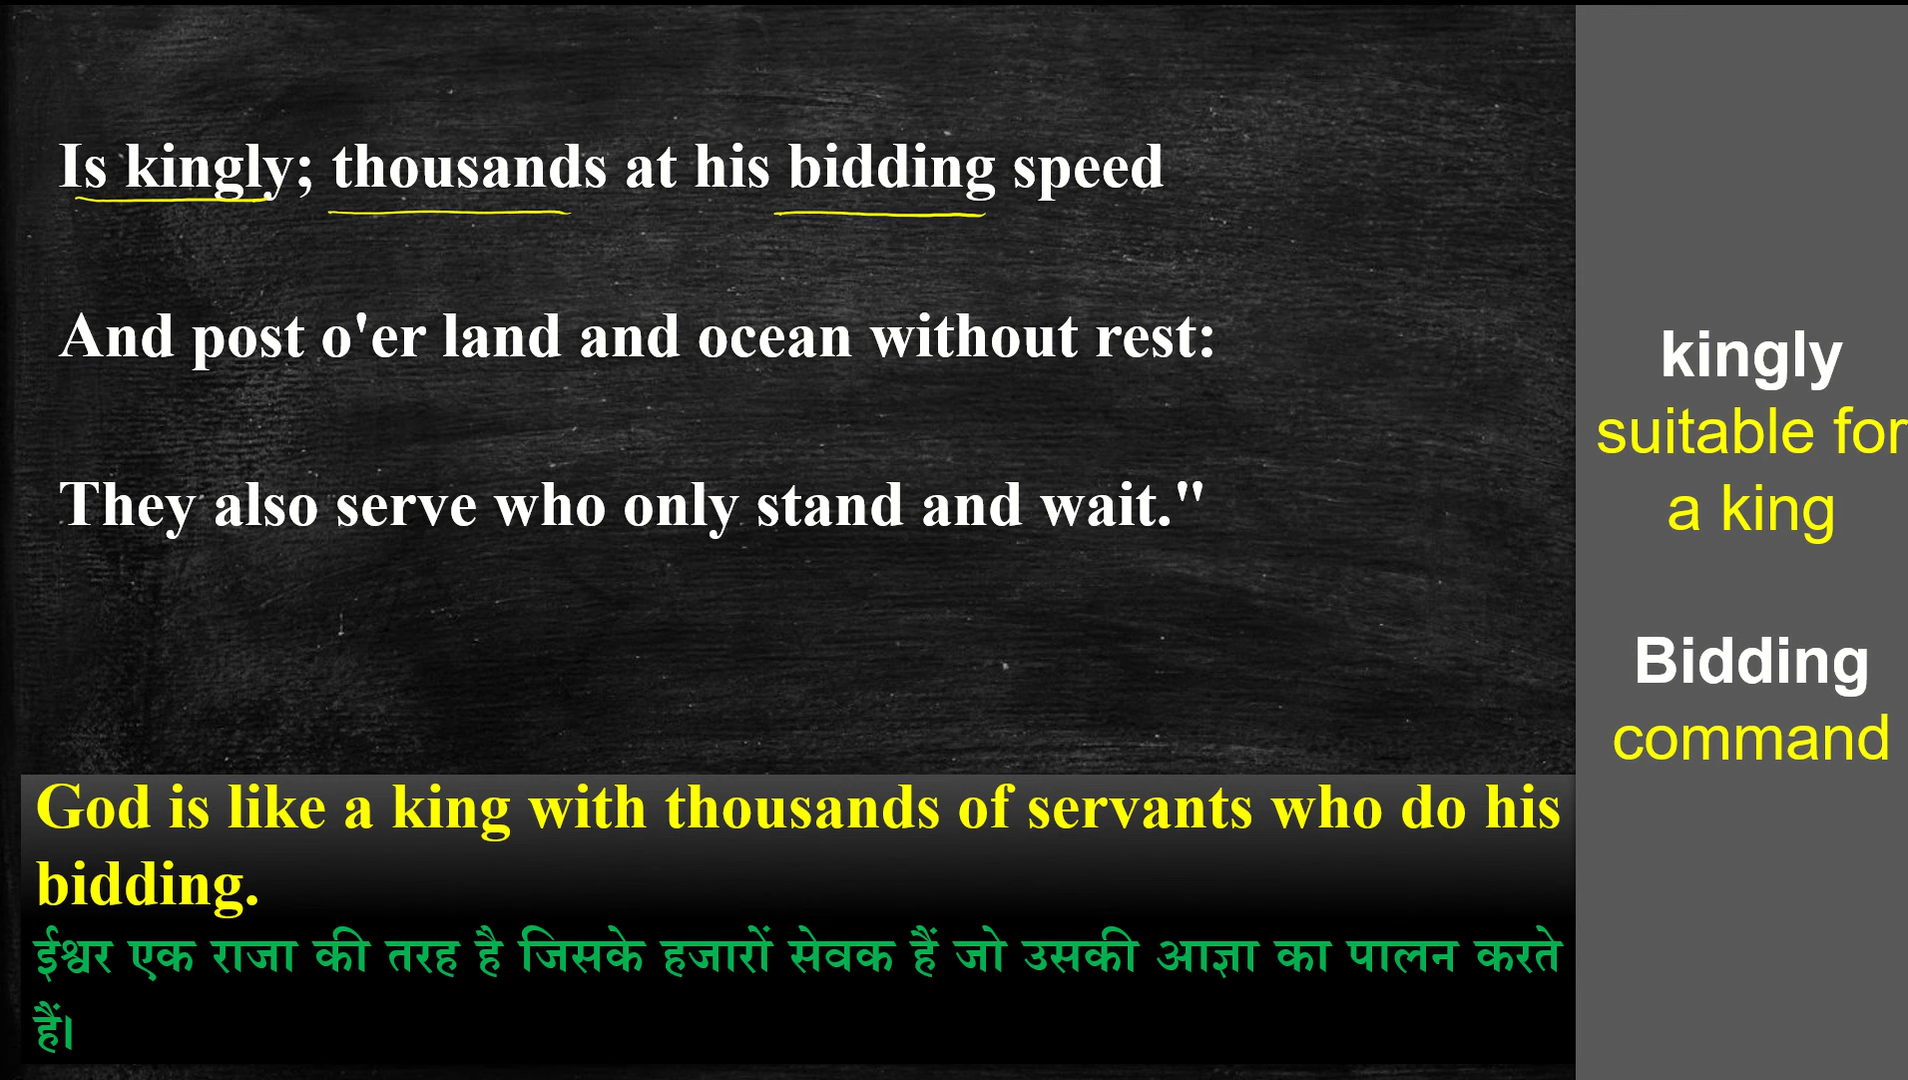 Is kingly; thousands at his bidding speed
And post o'er land and ocean without rest:
They also serve who only stand and wait."
God is like a king with thousands of servants who do his
bidding.
ईश्वर एक राजा की तरह है जिसके हजारों सेवक हैं जो उसकी आज्ञा का पालन करते
हैं।
kingly
suitable for
a king
Bidding
command